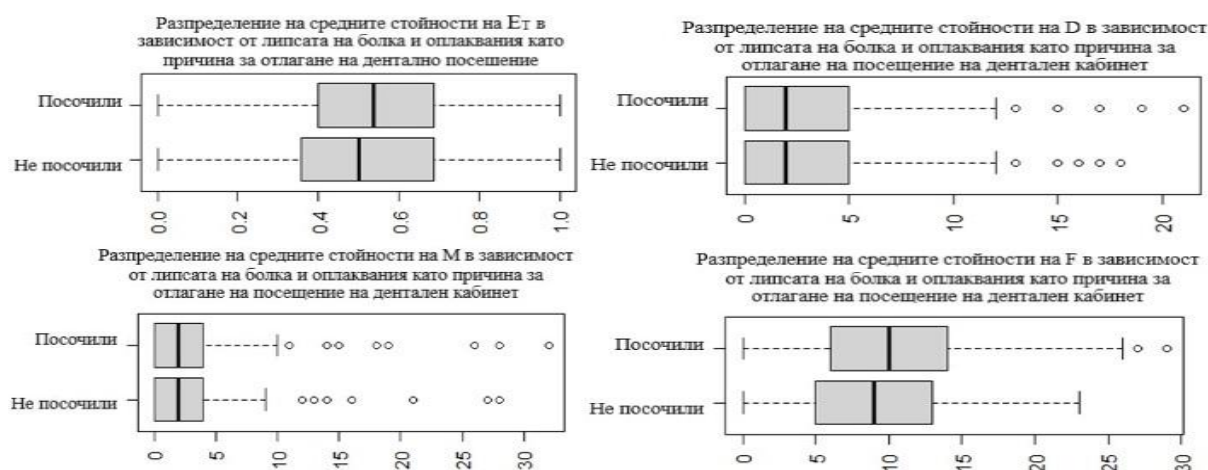 Разпределение на средните стойности на Eт в
зависимост от липсата на болка и оплаквания като
причина за отлагане на дентално посещение
Посочили
Не посочили
0.0 0.2 0.4 0.6 0.8 1.0
Разпределение на средните стойности на D в зависимост
от липсата на болка и оплаквания като причина за
отлагане на посещение на дентален кабинет
Посочили
Не посочили
0 5 10 15 20
Разпределение на средните стойности на M в зависимост
от липсата на болка и оплаквания като причина за
отлагане на посещение на дентален кабинет
Посочили
Не посочили
0 5 10 15 20 25 30
Разпределение на средните стойности на F в зависимост
от липсата на болка и оплаквания като причина за
отлагане на посещение на дентален кабинет
Посочили
Не посочили
0 5 10 15 20 25 30